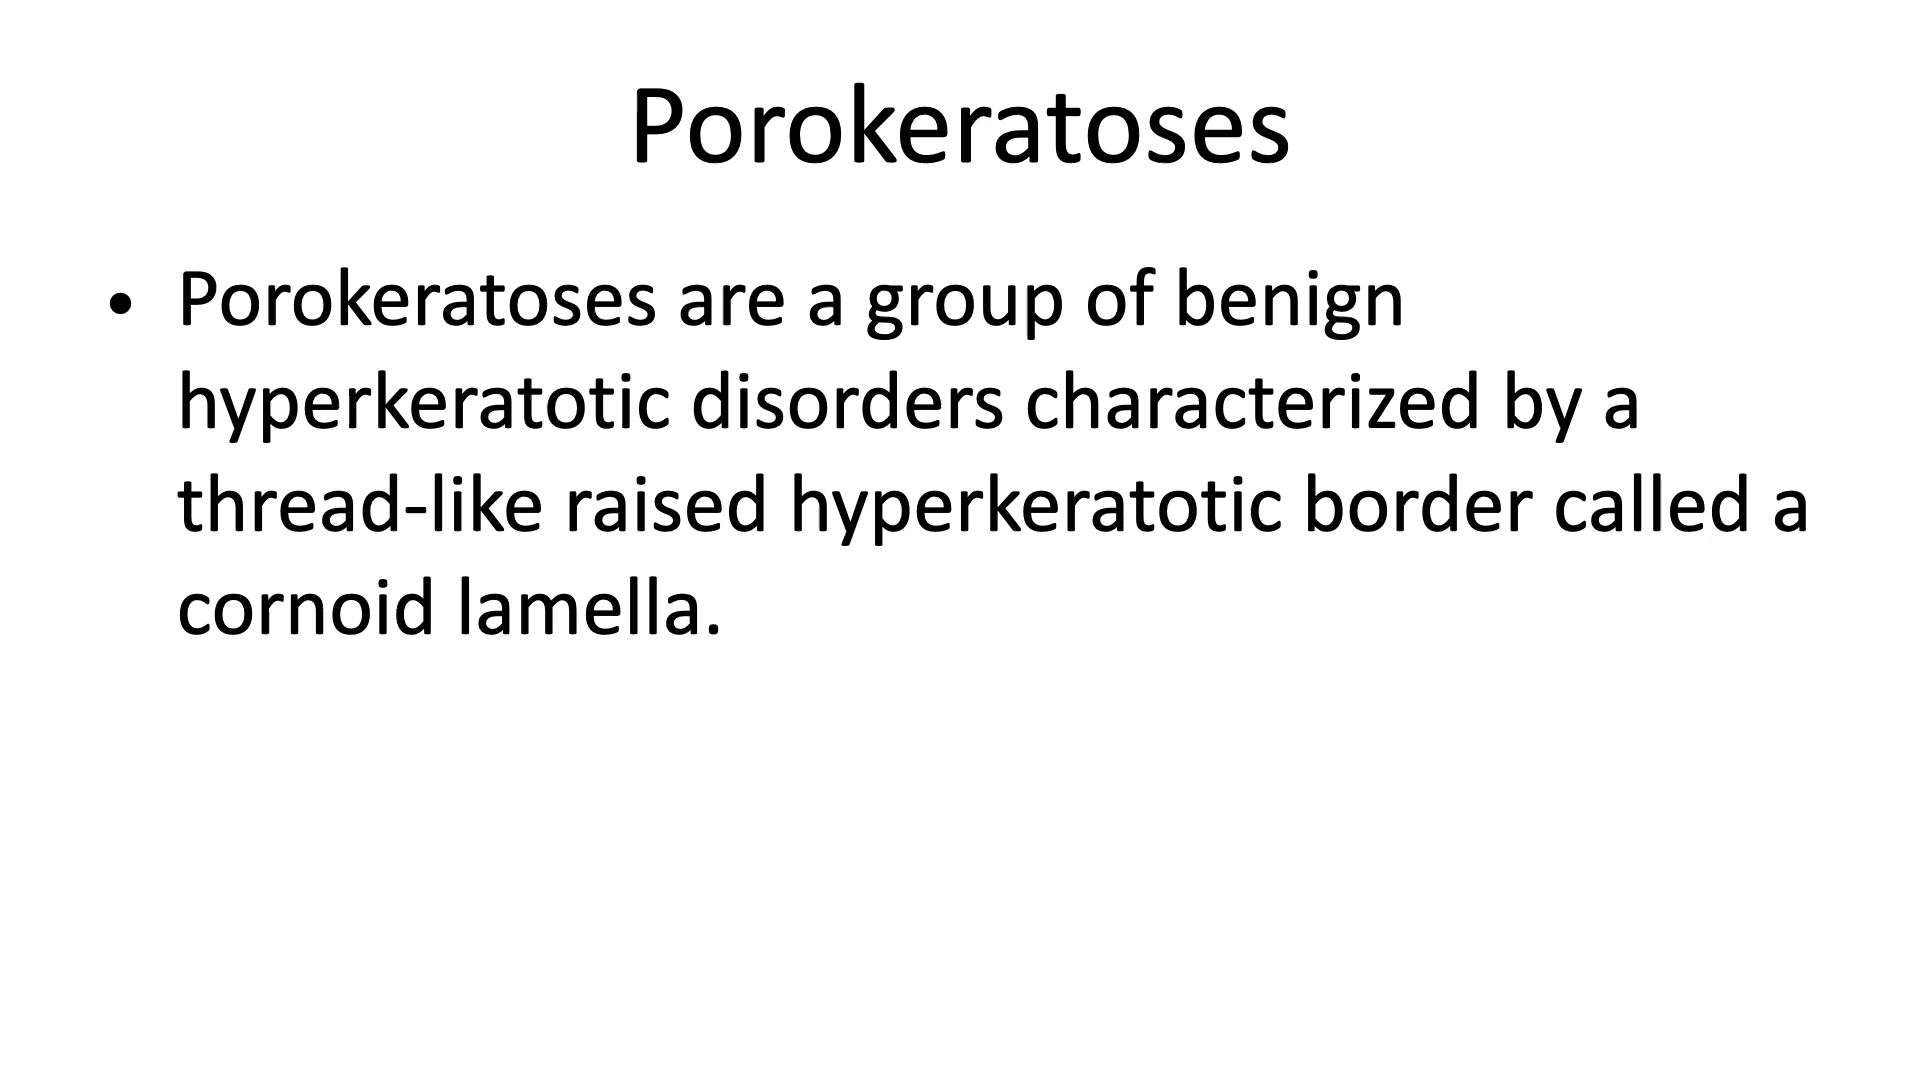 Porokeratoses
• Porokeratoses are a group of benign
hyperkeratotic disorders characterized by a
thread-like raised hyperkeratotic border called a
cornoid lamella.